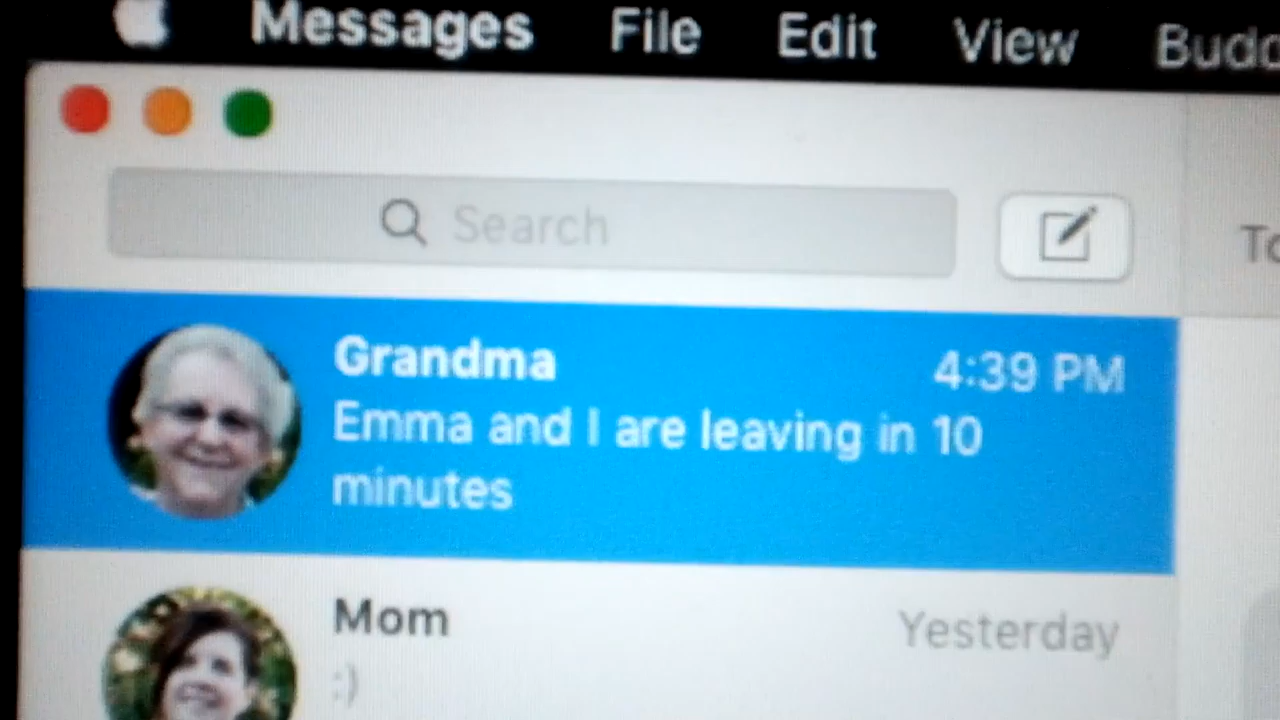 Messages File Edit View
Search
Grandma 4:39 PM
Emma and I are leaving in 10
minutes
Mom Yesterday
:)